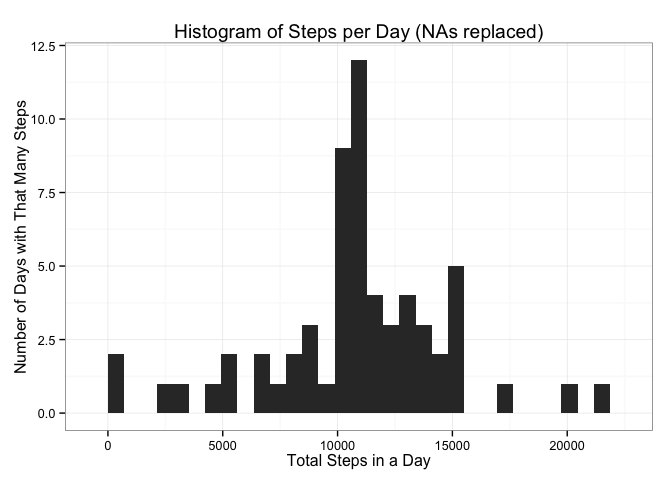 Histogram of Steps per Day (NAs replaced)
12.5
10.0
7.5
5.0
2.5
0.0
Number of Days with That Many Steps
0 5000 10000 15000 20000
Total Steps in a Day